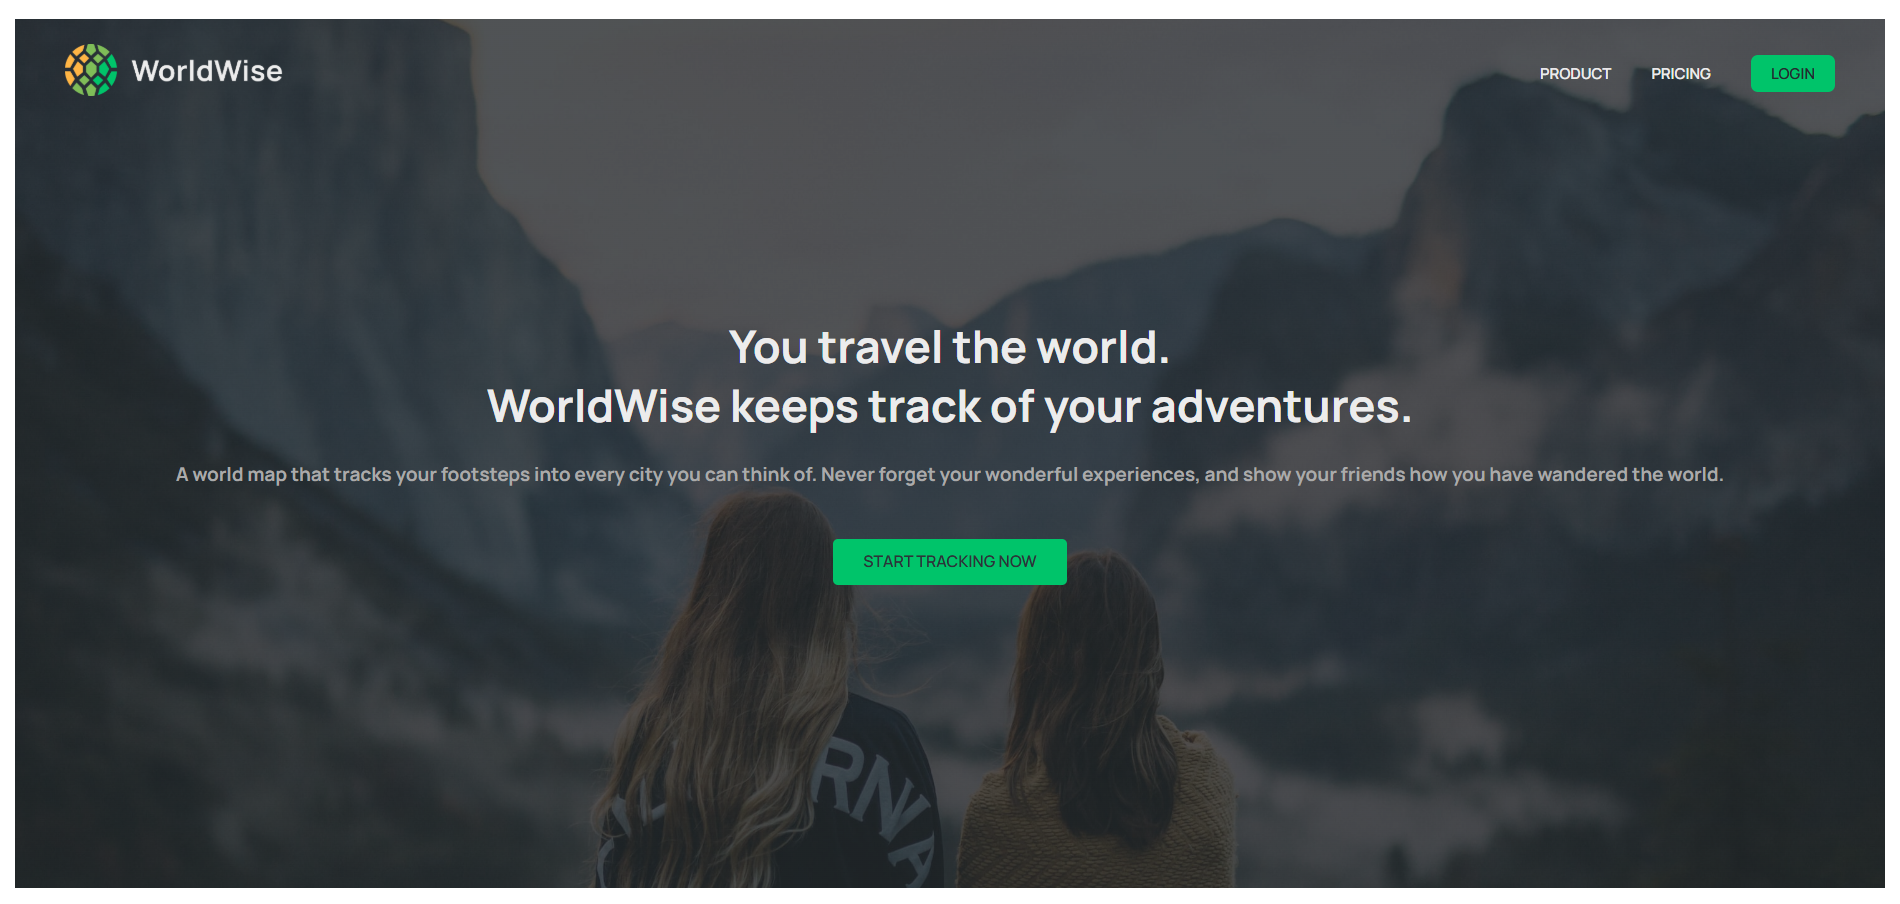 WorldWise
PRODUCT
PRICING
LOGIN
You travel the world.
WorldWise keeps track of your adventures.
A world map that tracks your footsteps into every city you can think of. Never forget your wonderful experiences, and show your friends how you have wandered the world.
START TRACKING NOW
RNIA